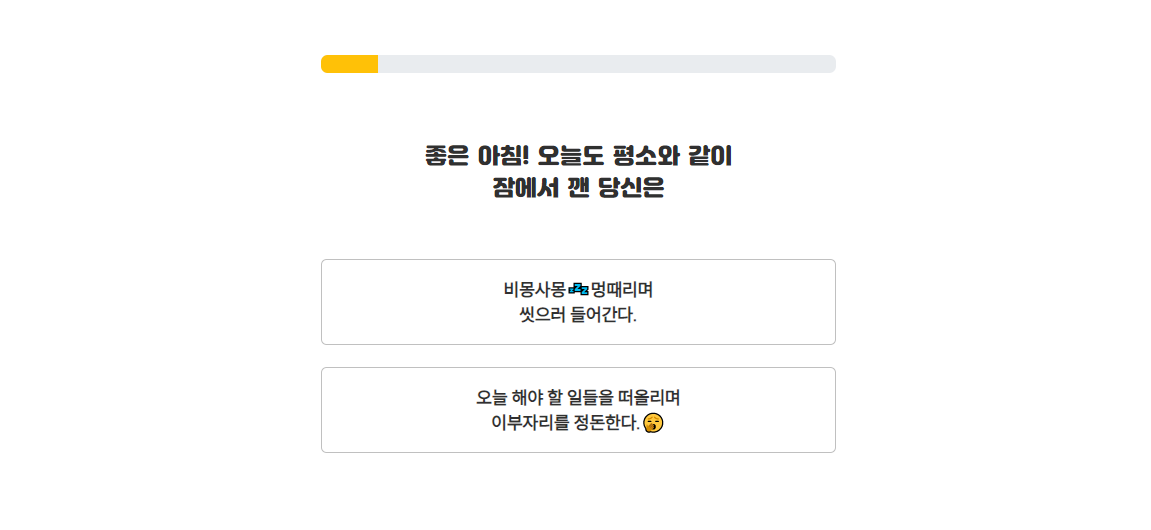 좋은 아침! 오늘도 평소와 같이
잠에서 깬 당신은
비몽사몽💤멍때리며
씻으러 들어간다.
오늘 해야 할 일들을 떠올리며
이부자리를 정돈한다.🥱